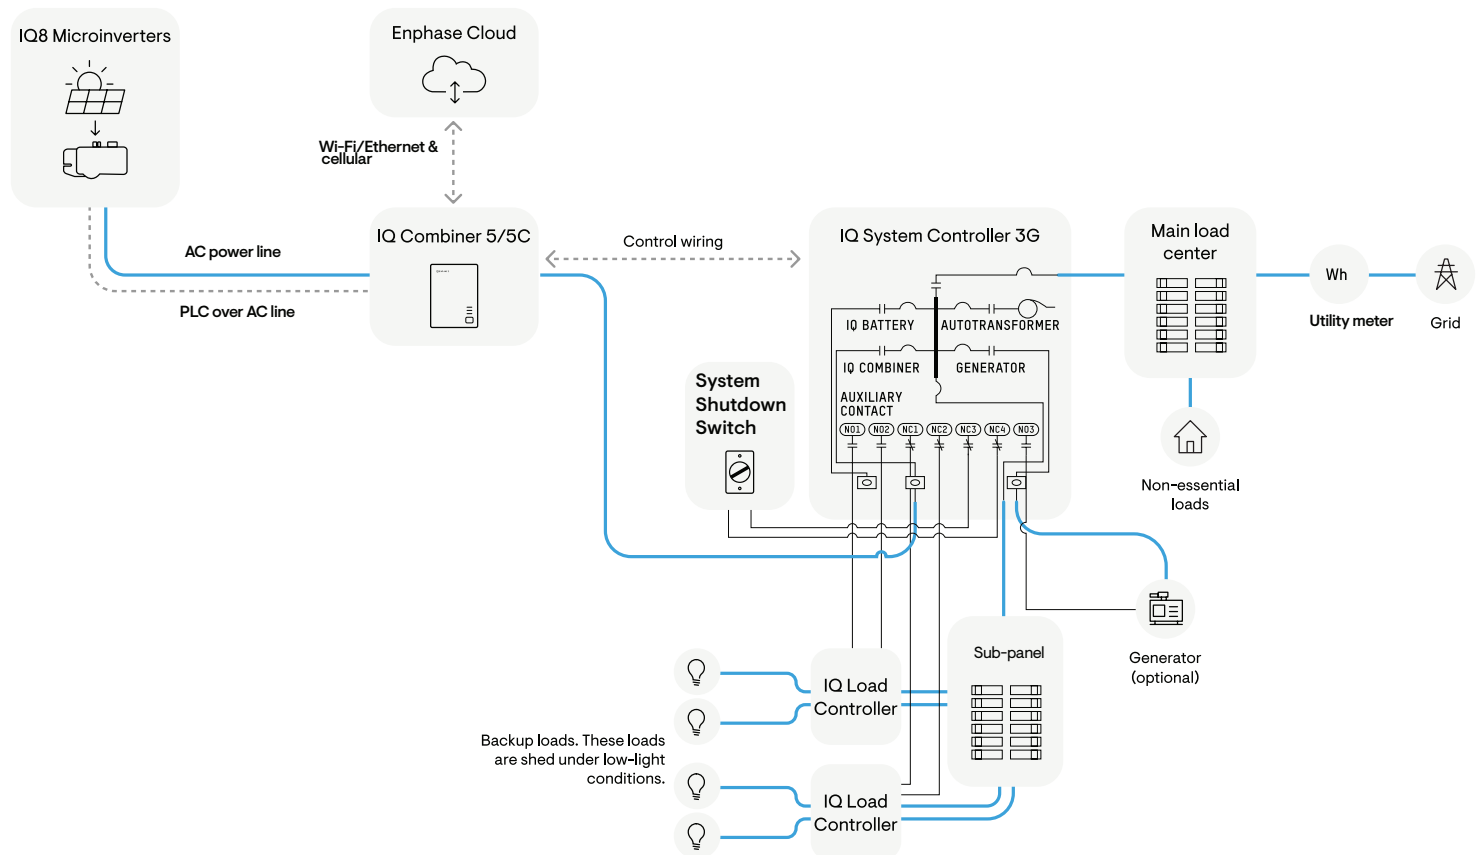 IQ8 Microinverters
Enphase Cloud
Wi-Fi/Ethernet &
cellular
IQ Combiner 5/5C
AC power line
PLC over AC line
Control wiring
IQ System Controller 3G
IQ BATTERY
AUTOTRANSFORMER
IQ COMBINER
GENERATOR
AUXILIARY
CONTACT
NO1 NO2 NC1 NC2 NC3 NC4 NO3
System
Shutdown
Switch
Main load
center
Wh
Utility meter
Grid
Non-essential
loads
Generator
(optional)
Sub-panel
IQ Load
Controller
Backup loads. These loads
are shed under low-light
conditions.
IQ Load
Controller